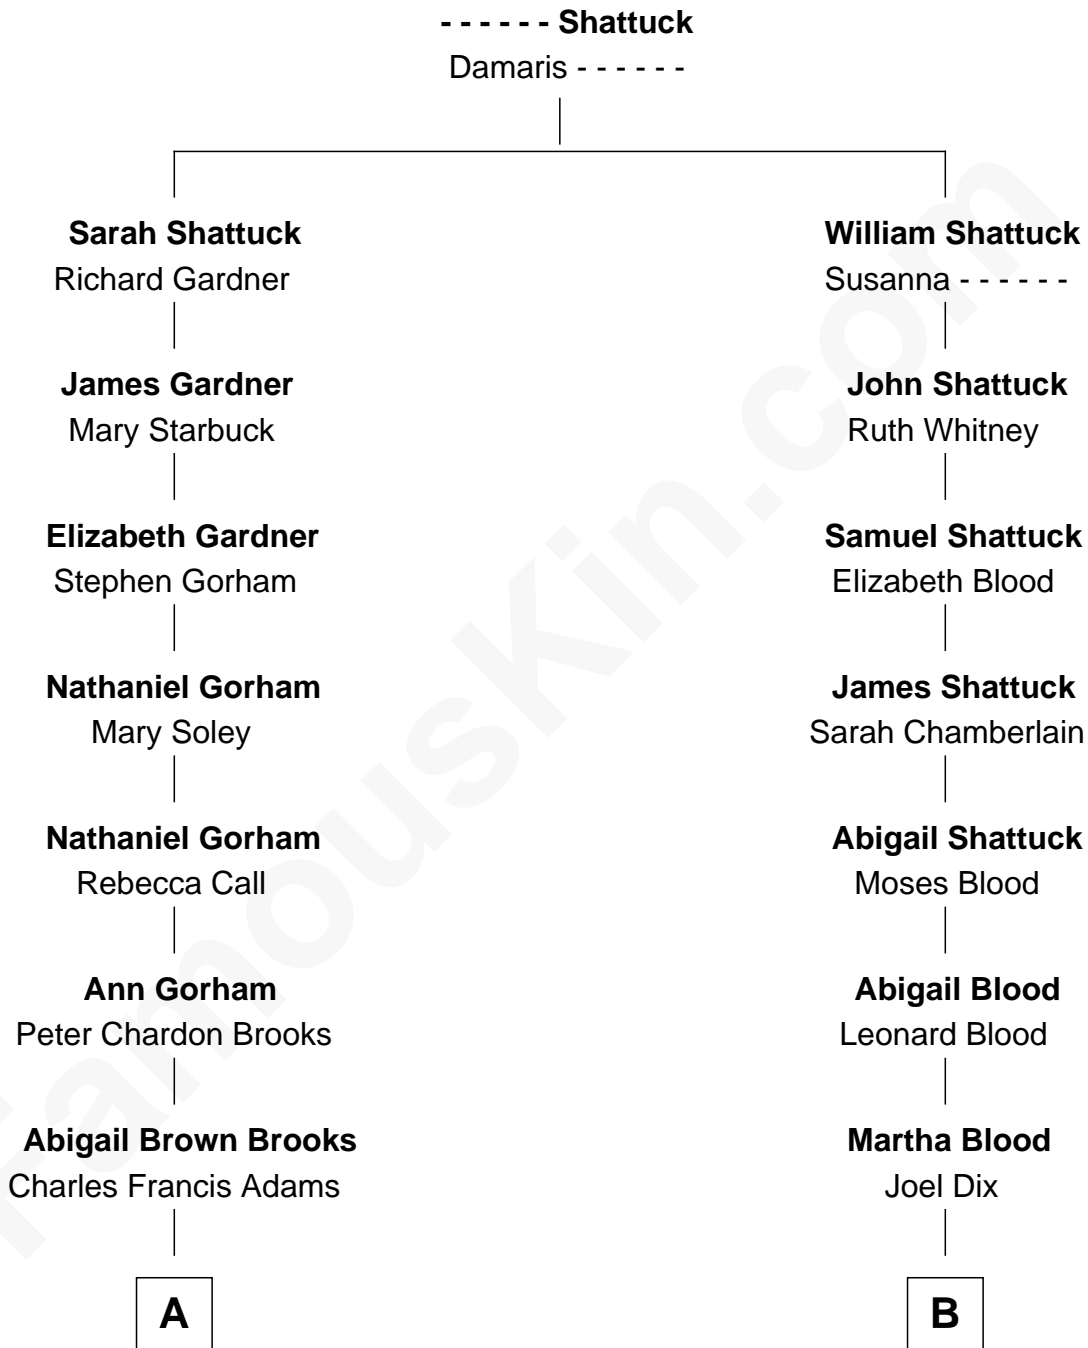 - - - - - - Shattuck
Damaris - - - - - -
Sarah Shattuck
Richard Gardner
William Shattuck
Susanna - - - - - -
James Gardner
Mary Starbuck
John Shattuck
Ruth Whitney
Elizabeth Gardner
Stephen Gorham
Samuel Shattuck
Elizabeth Blood
Nathaniel Gorham
Mary Soley
James Shattuck
Sarah Chamberlain
Nathaniel Gorham
Rebecca Call
Abigail Shattuck
Moses Blood
Ann Gorham
Peter Chardon Brooks
Abigail Blood
Leonard Blood
Abigail Brown Brooks
Charles Francis Adams
Martha Blood
Joel Dix
A
B
FamousKin.com